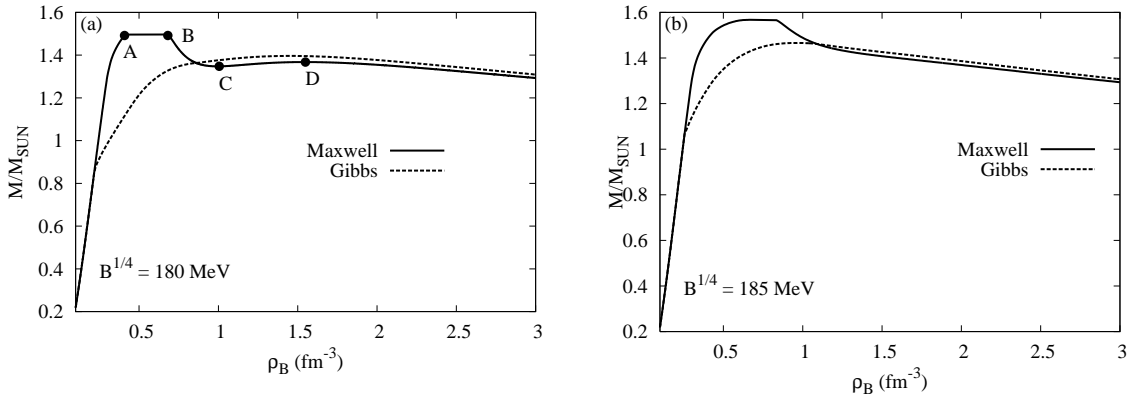 (a)
1.6
1.4
1.2
1
0.8
0.6
0.4
0.2
M/M_SUN
A
B
C
D
Maxwell
Gibbs
B^1/4 = 180 MeV
0.5
1
1.5
2
2.5
3
ρ_B (fm^-3)
(b)
1.6
1.4
1.2
1
0.8
0.6
0.4
0.2
M/M_SUN
Maxwell
Gibbs
B^1/4 = 185 MeV
0.5
1
1.5
2
2.5
3
ρ_B (fm^-3)